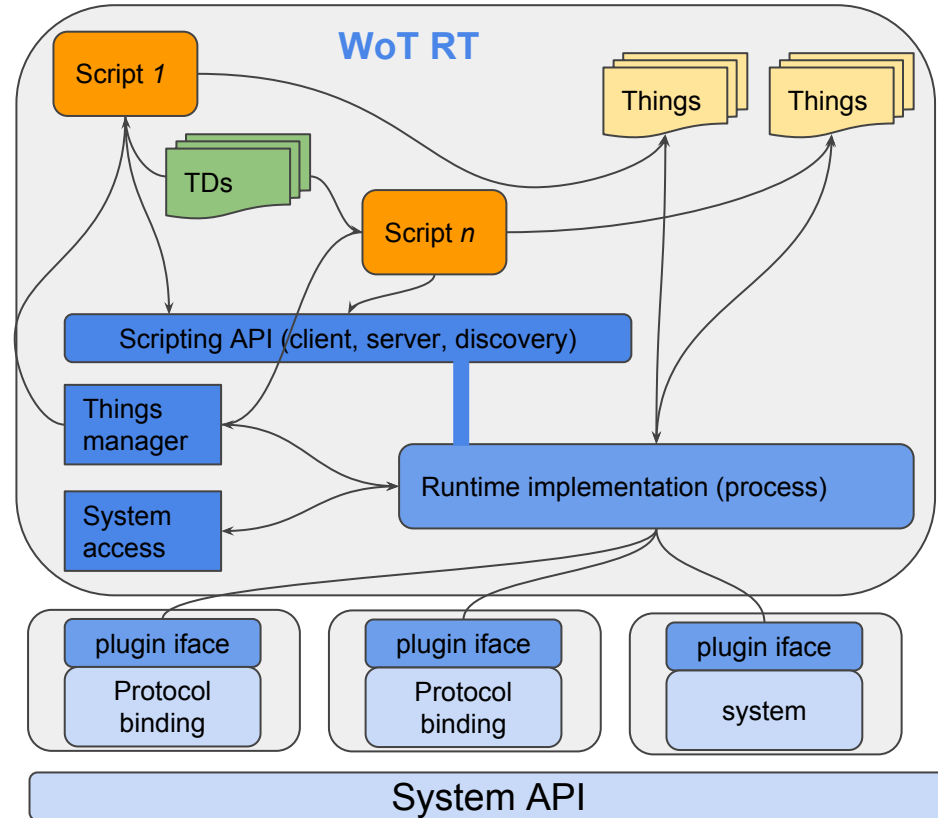 WoT RT
Script 1
Things
Things
TDs
Script n
Scripting API (client, server, discovery)
Things
manager
Runtime implementation (process)
System
access
plugin iface
Protocol
binding
plugin iface
Protocol
binding
plugin iface
system
System API